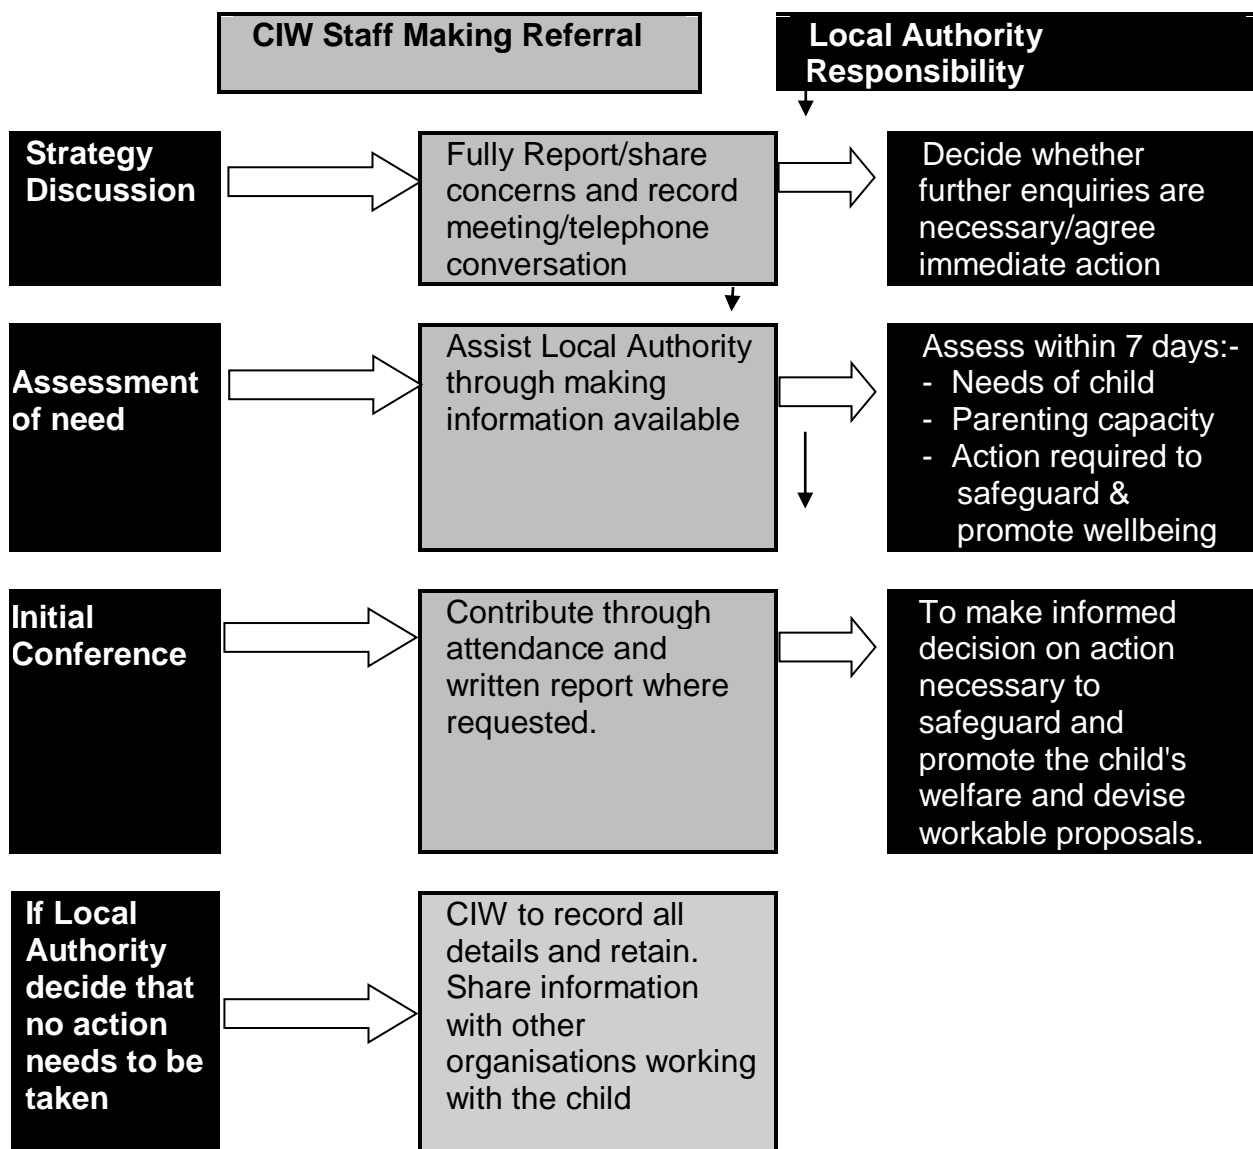 CIW Staff Making Referral
Local Authority
Responsibility
Strategy
Discussion
Fully Report/share
concerns and record
meeting/telephone
conversation
Decide whether
further enquiries are
necessary/agree
immediate action
Assessment
of need
Assist Local Authority
through making
information available
Assess within 7 days:-
- Needs of child
- Parenting capacity
- Action required to
safeguard &
promote wellbeing
Initial
Conference
Contribute through
attendance and
written report where
requested.
To make informed
decision on action
necessary to
safeguard and
promote the child's
welfare and devise
workable proposals.
If Local
Authority
decide that
no action
needs to be
taken
CIW to record all
details and retain.
Share information
with other
organisations working
with the child